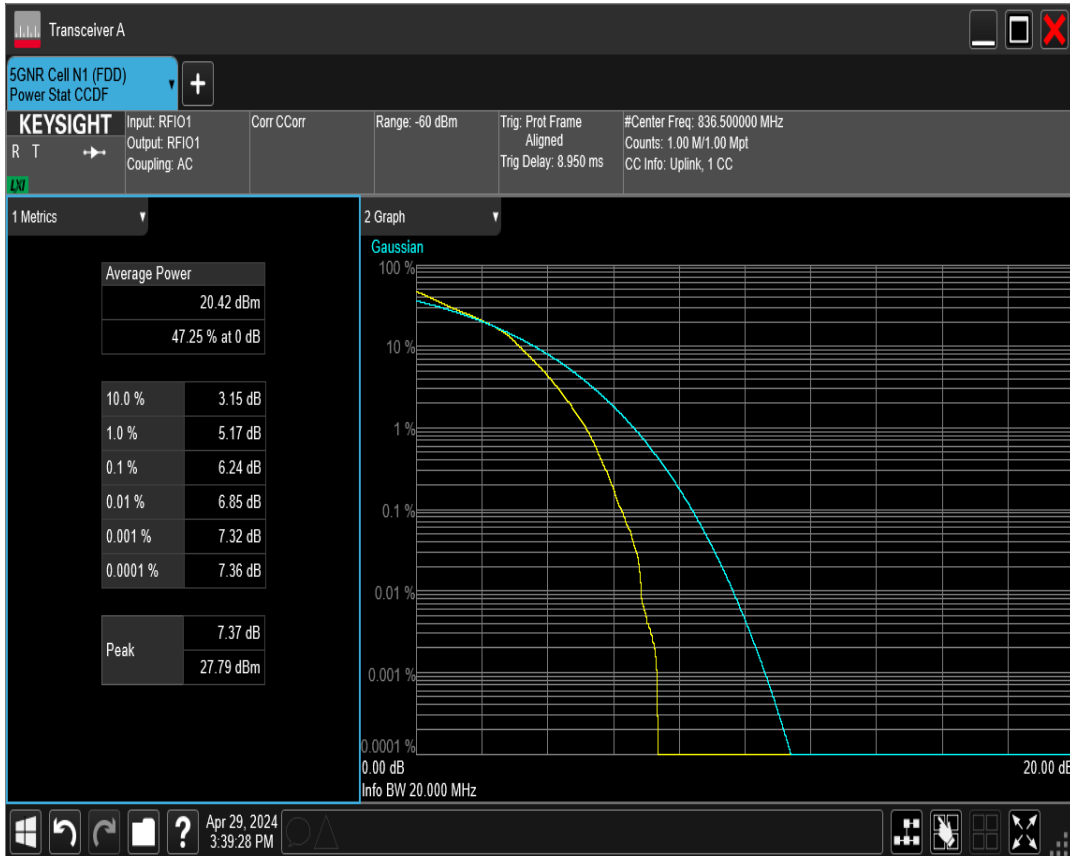 Transceiver A
5GNR Cell N1 (FDD)
Power Stat CCDF
+
KEYSIGHT
R T
LXI
Input: RFIO1
Output: RFIO1
Coupling: AC
Corr CCorr
Range: -60 dBm
Trig: Prot Frame
Aligned
Trig Delay: 8.950 ms
#Center Freq: 836.500000 MHz
Counts: 1.00 M/1.00 Mpt
CC Info: Uplink, 1 CC
1 Metrics
Average Power
20.42 dBm
47.25 % at 0 dB
10.0 % 3.15 dB
1.0 % 5.17 dB
0.1 % 6.24 dB
0.01 % 6.85 dB
0.001 % 7.32 dB
0.0001 % 7.36 dB
Peak
7.37 dB
27.79 dBm
2 Graph
Gaussian
100 %
10 %
1 %
0.1 %
0.01 %
0.001 %
0.0001 %
0.00 dB 20.00 dB
Info BW 20.000 MHz
?
Apr 29, 2024
3:39:28 PM